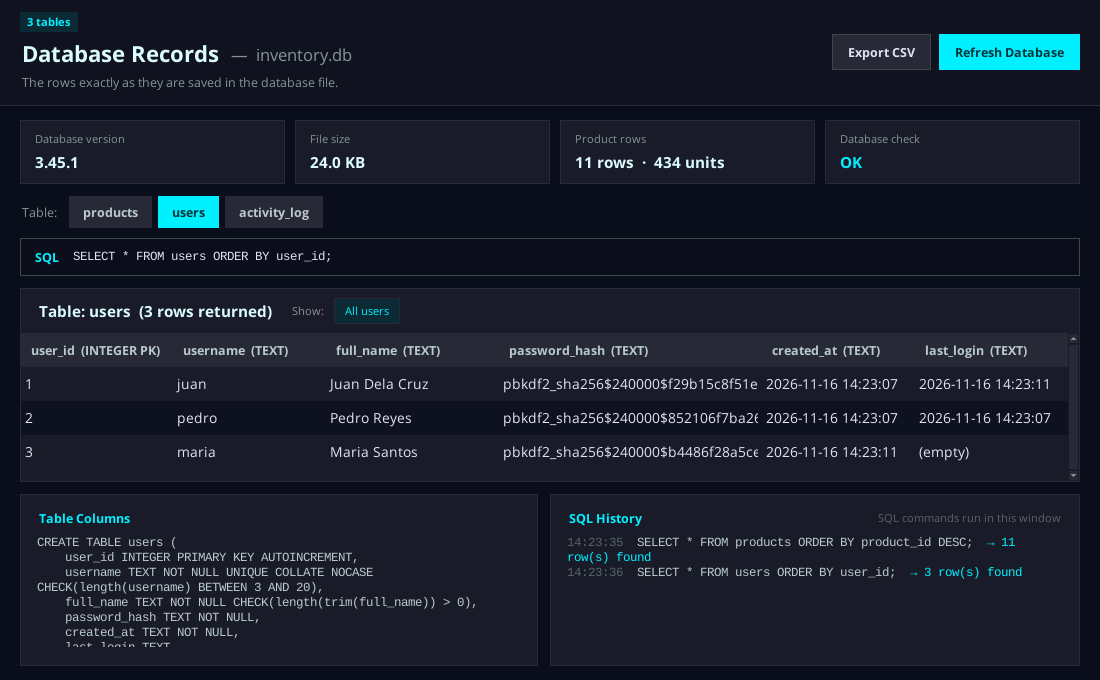 3 tables
Database Records — inventory.db
The rows exactly as they are saved in the database file.
Export CSV
Refresh Database
Database version
3.45.1
File size
24.0 KB
Product rows
11 rows · 434 units
Database check
OK
Table: products users activity_log
SQL SELECT * FROM users ORDER BY user_id;
Table: users (3 rows returned) Show: All users
user_id (INTEGER PK) username (TEXT) full_name (TEXT) password_hash (TEXT) created_at (TEXT) last_login (TEXT)
1 juan Juan Dela Cruz pbkdf2_sha256$240000$f29b15c8f51e 2026-11-16 14:23:07 2026-11-16 14:23:11
2 pedro Pedro Reyes pbkdf2_sha256$240000$852106f7ba26 2026-11-16 14:23:07 2026-11-16 14:23:07
3 maria Maria Santos pbkdf2_sha256$240000$b4486f28a5ce 2026-11-16 14:23:11 (empty)
Table Columns
CREATE TABLE users (
user_id INTEGER PRIMARY KEY AUTOINCREMENT,
username TEXT NOT NULL UNIQUE COLLATE NOCASE
CHECK(length(username) BETWEEN 3 AND 20),
full_name TEXT NOT NULL CHECK(length(trim(full_name)) > 0),
password_hash TEXT NOT NULL,
created_at TEXT NOT NULL,
last_login TEXT
SQL History
SQL commands run in this window
14:23:35 SELECT * FROM products ORDER BY product_id DESC; → 11
row(s) found
14:23:36 SELECT * FROM users ORDER BY user_id; → 3 row(s) found